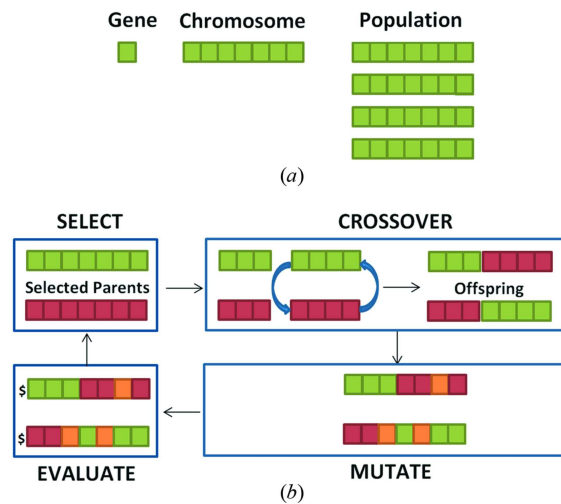 Gene Chromosome Population
(a)
SELECT CROSSOVER
Selected Parents
Offspring
$
$
EVALUATE MUTATE
(b)